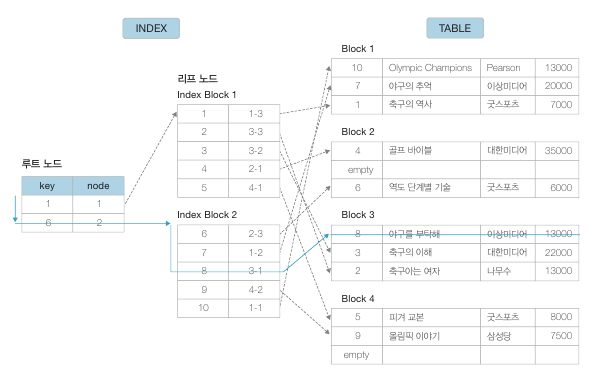 INDEX
TABLE
루트 노드
key node
1 1
6 2
리프 노드
Index Block 1
1 1-3
2 3-3
3 3-2
4 2-1
5 4-1
Index Block 2
6 2-3
7 1-2
8 3-1
9 4-2
10 1-1
Block 1
10 Olympic Champions Pearson 13000
7 야구의 추억 이상미디어 20000
1 축구의 역사 굿스포츠 7000
Block 2
4 골프 바이블 대한미디어 35000
empty
6 역도 단계별 기술 굿스포츠 6000
Block 3
8 야구를 부탁해 이상미디어 13000
3 축구의 이해 대한미디어 22000
2 축구아는 여자 나무수 13000
Block 4
5 피겨 교본 굿스포츠 8000
9 올림픽 이야기 삼성당 7500
empty